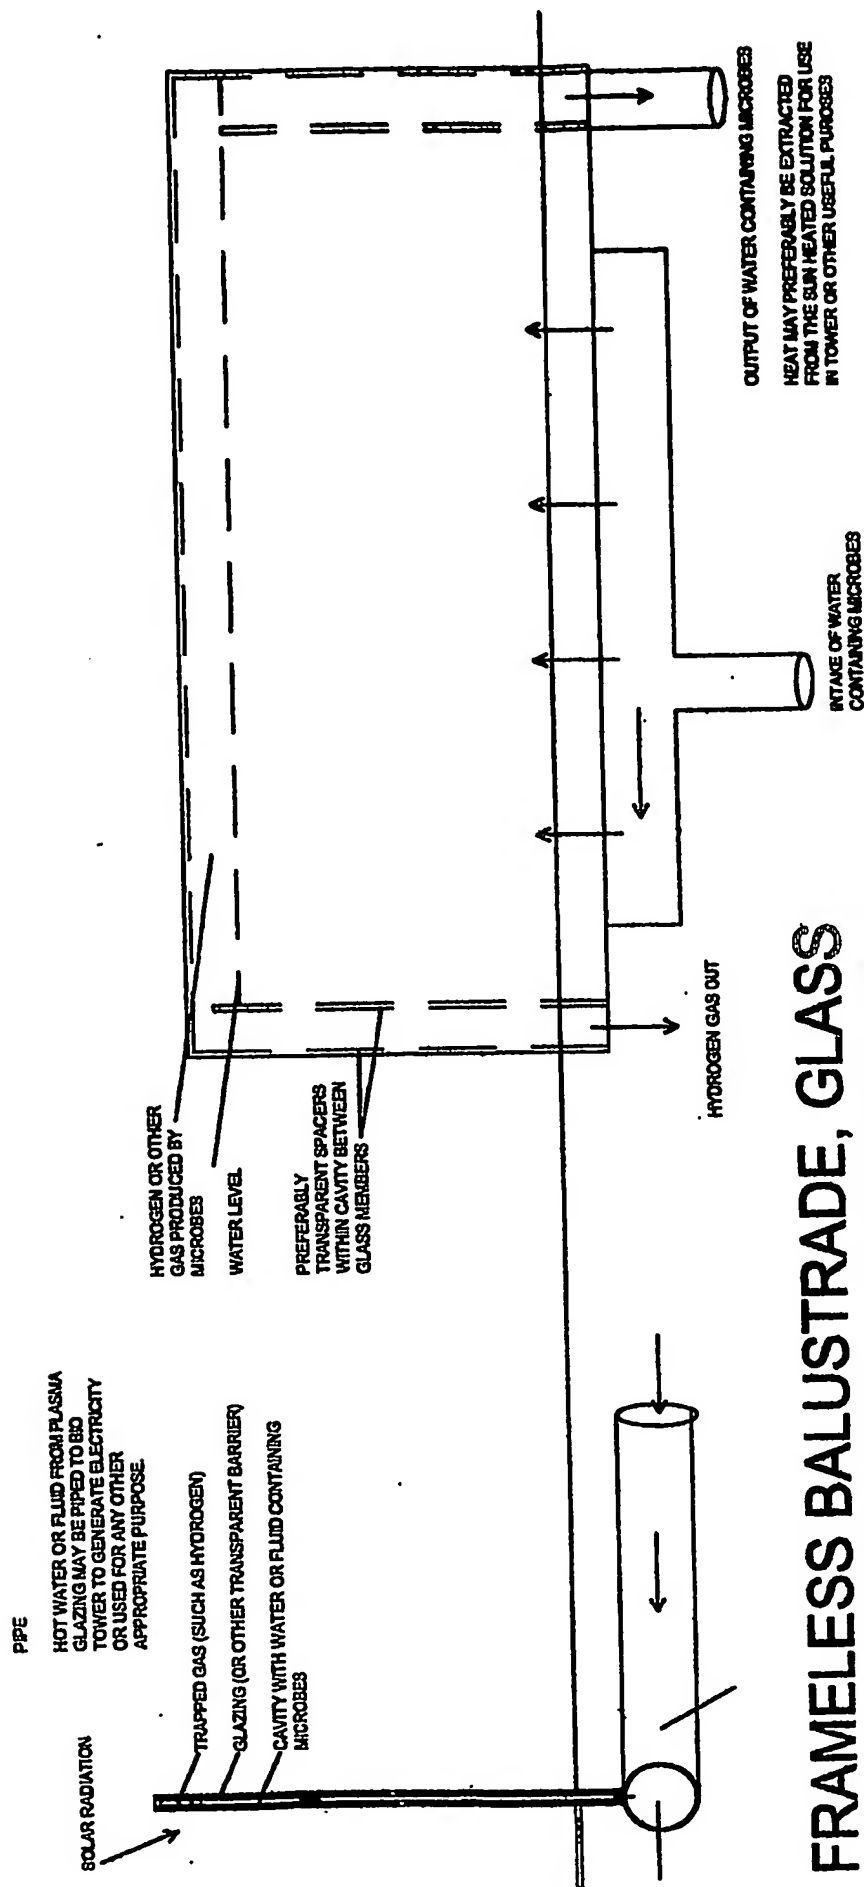 PIPE
HOT WATER OR FLUID FROM PLASMA
GLAZING MAY BE PIPED TO BIO
TOWER TO GENERATE ELECTRICITY
OR USED FOR ANY OTHER
APPROPRIATE PURPOSE.
SOLAR RADIATION
TRAPPED GAS (SUCH AS HYDROGEN)
GLAZING (OR OTHER TRANSPARENT BARRIER)
CAVITY WITH WATER OR FLUID CONTAINING
MICROBES
HYDROGEN OR OTHER
GAS PRODUCED BY
MICROBES
WATER LEVEL
PREFERABLY
TRANSPARENT SPACERS
WITHIN CAVITY BETWEEN
GLASS MEMBERS
HYDROGEN GAS OUT
INTAKE OF WATER
CONTAINING MICROBES
OUTPUT OF WATER CONTAINING MICROBES
HEAT MAY PREFERABLY BE EXTRACTED
FROM THE SUN HEATED SOLUTION FOR USE
IN TOWER OR OTHER USEFUL PUROSES
FRAMELESS BALUSTRADE, GLASS